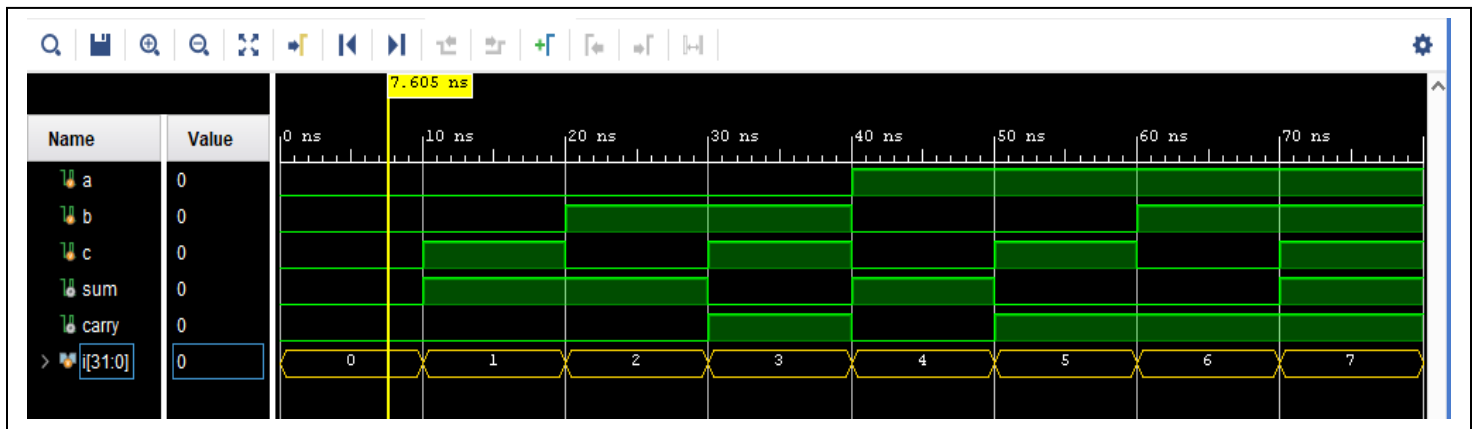 7.605 ns
Name Value 0 ns 10 ns 20 ns 30 ns 40 ns 50 ns 60 ns 70 ns
a 0
b 0
c 0
sum 0
carry 0
i[31:0] 0 0 1 2 3 4 5 6 7